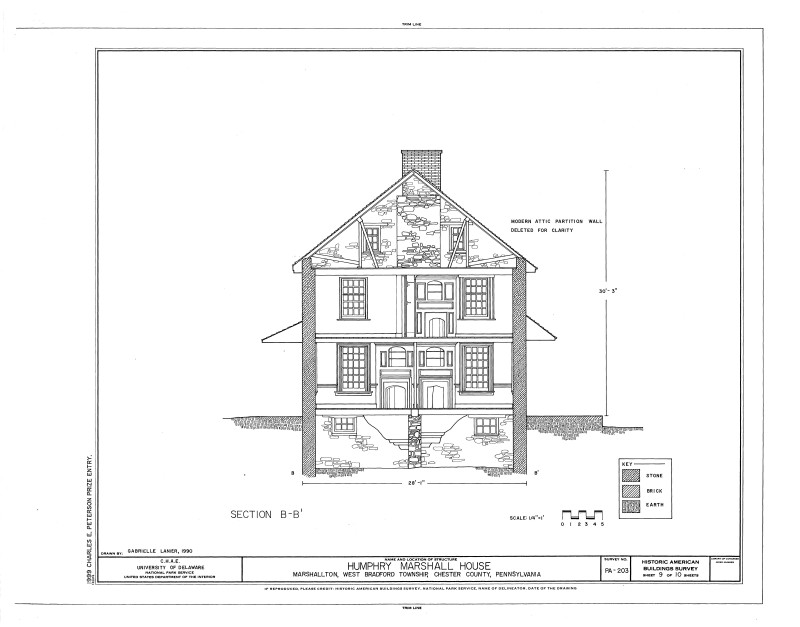 TRIM LINE
MODERN ATTIC PARTITION WALL
DELETED FOR CLARITY
30'- 3"
B
B'
28'-1"
SECTION B-B'
SCALE: 1/4"=1'
0 1 2 3 4 5
KEY
STONE
BRICK
EARTH
1989 CHARLES E. PETERSON PRIZE ENTRY.
DRAWN BY: GABRIELLE LANIER, 1990
C.H.A.E.
UNIVERSITY OF DELAWARE
NATIONAL PARK SERVICE
UNITED STATES DEPARTMENT OF THE INTERIOR
NAME AND LOCATION OF STRUCTURE
HUMPHRY MARSHALL HOUSE
MARSHALLTON, WEST BRADFORD TOWNSHIP, CHESTER COUNTY, PENNSYLVANIA
SURVEY NO.
PA-203
HISTORIC AMERICAN
BUILDINGS SURVEY
SHEET 9 OF 10 SHEETS
LIBRARY OF CONGRESS
IF REPRODUCED, PLEASE CREDIT: HISTORIC AMERICAN BUILDINGS SURVEY, NATIONAL PARK SERVICE, NAME OF DELINEATOR, DATE OF THE DRAWING
TRIM LINE